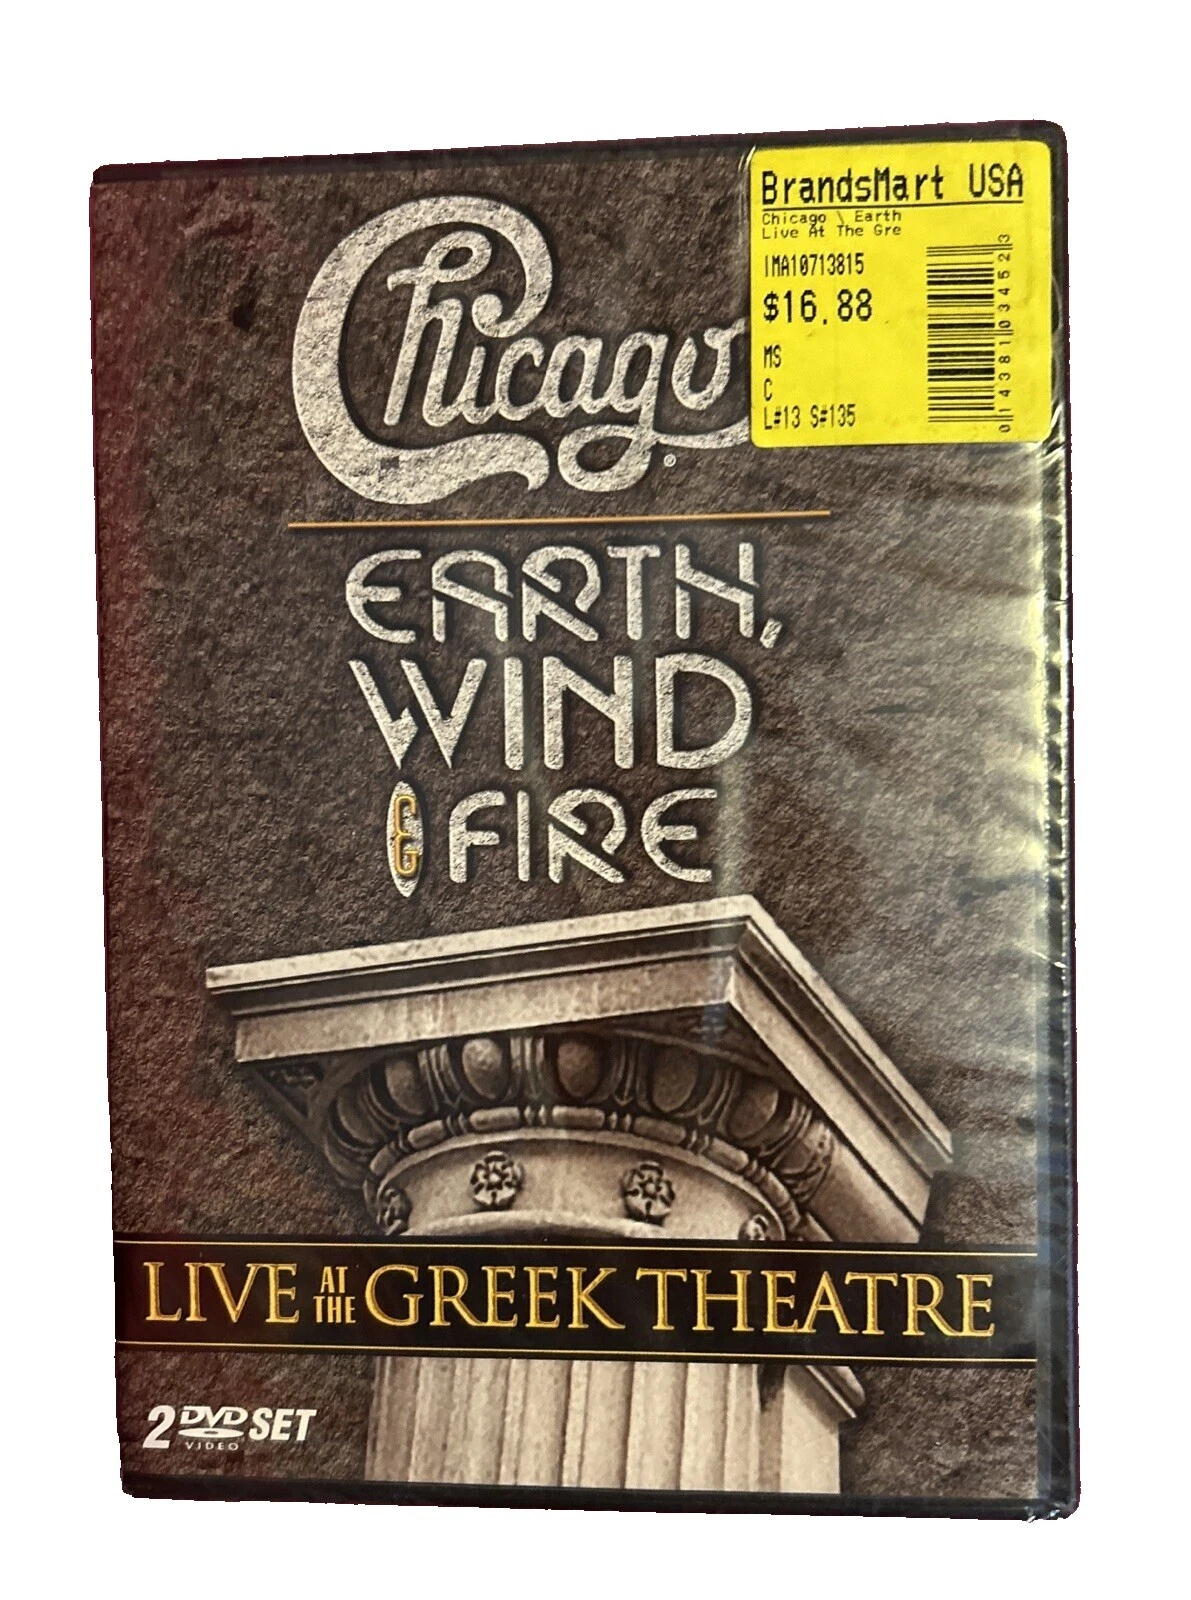 BrandsMart USA
Chicago \ Earth
Live At The Gre
IMA10713815
$16.88
MS
C
L#13 S#135
0 14381 03452 3
Chicago
®
EARTH,
WIND
& FIRE
LIVE AT THE GREEK THEATRE
2 DVD SET
VIDEO